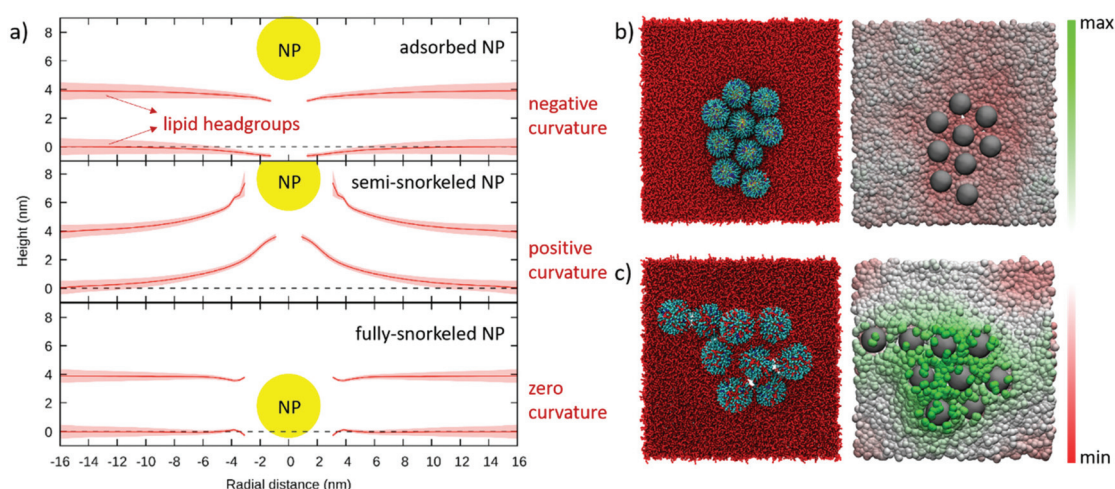 a)
8
6
4
2
0
NP
adsorbed NP
lipid headgroups
negative
curvature
8
6
4
2
0
Height (nm)
NP
semi-snorkeled NP
positive
curvature
8
6
4
2
0
NP
fully-snorkeled NP
zero
curvature
-16 -14 -12 -10 -8 -6 -4 -2 0 2 4 6 8 10 12 14 16
Radial distance (nm)
b)
max
c)
min